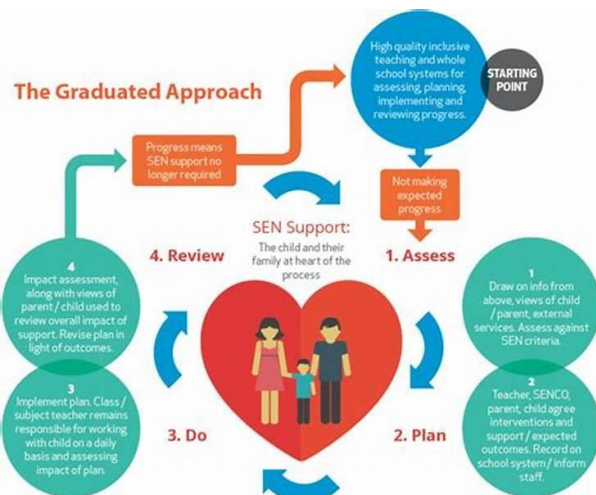 The Graduated Approach
High quality inclusive
teaching and whole
school systems for
assessing, planning,
implementing and
reviewing progress.
STARTING
POINT
Progress means
SEN support no
longer required
Not making
expected
progress
SEN Support:
The child and their
family at heart of the
process
4. Review
1. Assess
4
Impact assessment,
along with views of
parent / child used to
review overall impact of
support. Revise plan in
light of outcomes.
1
Draw on info from
above, views of child
/ parent, external
services. Assess against
SEN criteria.
3
Implement plan. Class /
subject teacher remains
responsible for working
with child on a daily
basis and assessing
impact of plan.
3. Do
2. Plan
2
Teacher, SENCO,
parent, child agree
interventions and
support / expected
outcomes. Record on
school system / inform
staff.